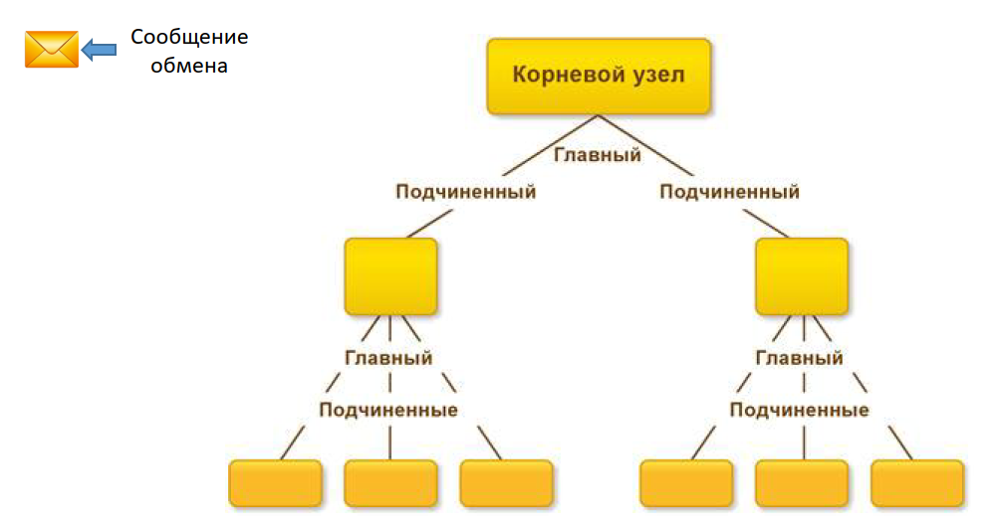 Сообщение
обмена
Корневой узел
Главный
Подчиненный Подчиненный
Главный Главный
Подчиненные Подчиненные